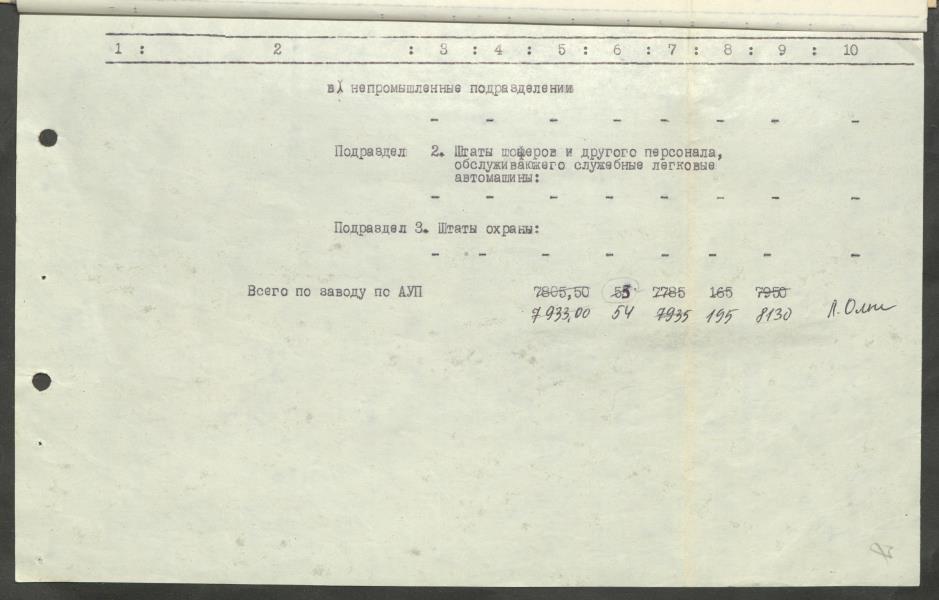 1 : 2 : 3 : 4 : 5 : 6 : 7 : 8 : 9 : 10
в) непромышленные подразделении
- - - - - - - -
Подраздел 2. Штаты шоферов и другого персонала,
обслуживающего служебные легковые
автомашины:
- - - - - - - -
Подраздел 3. Штаты охраны:
- - - - - - - -
Всего по заводу по АУП 7805,50 53 7785 165 7950
7933,00 54 7935 195 8130